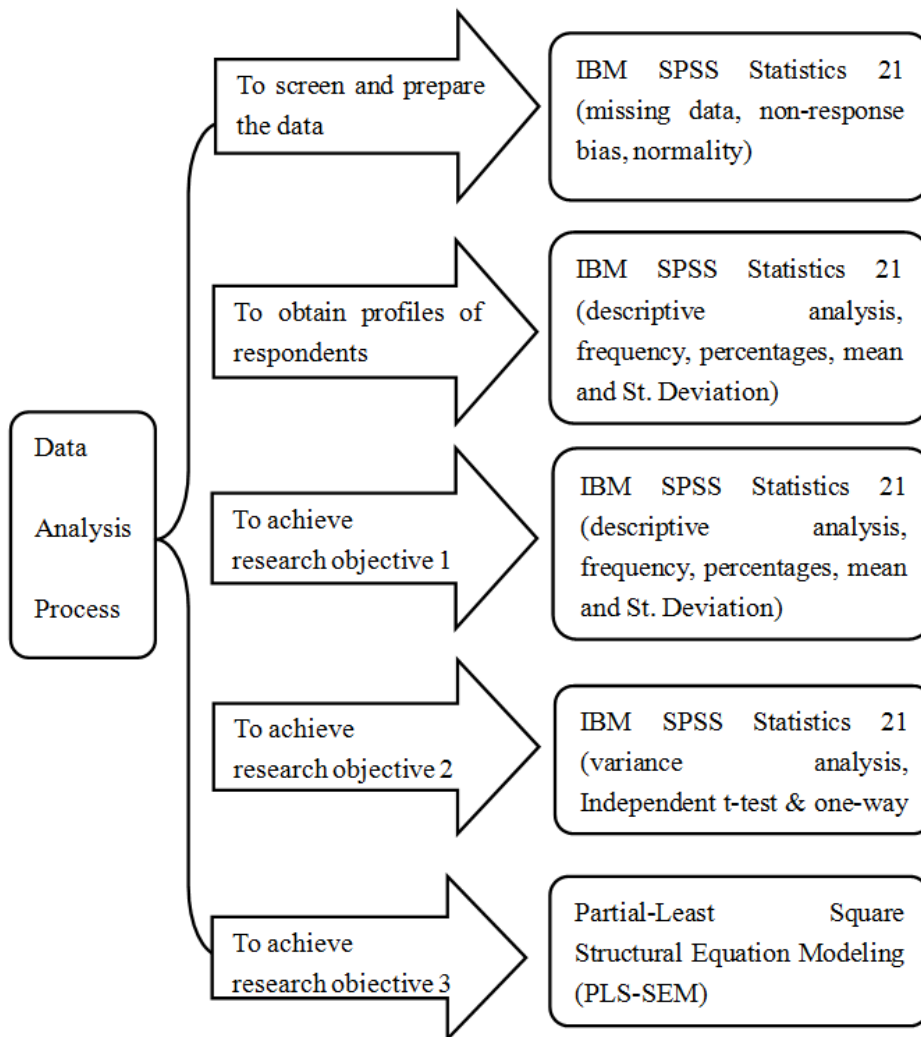 Data
Analysis
Process
To screen and prepare
the data
IBM SPSS Statistics 21
(missing data, non-response
bias, normality)
To obtain profiles of
respondents
IBM SPSS Statistics 21
(descriptive analysis,
frequency, percentages, mean
and St. Deviation)
To achieve
research objective 1
IBM SPSS Statistics 21
(descriptive analysis,
frequency, percentages, mean
and St. Deviation)
To achieve
research objective 2
IBM SPSS Statistics 21
(variance analysis,
Independent t-test & one-way
To achieve
research objective 3
Partial-Least Square
Structural Equation Modeling
(PLS-SEM)